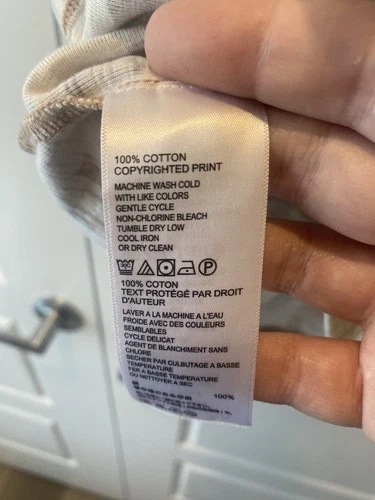 100% COTTON
COPYRIGHTED PRINT
MACHINE WASH COLD
WITH LIKE COLORS
GENTLE CYCLE
NON-CHLORINE BLEACH
TUMBLE DRY LOW
COOL IRON
OR DRY CLEAN
P
100% COTON
TEXT PROTÉGÉ PAR DROIT
D'AUTEUR
LAVER A LA MACHINE A L'EAU
FROIDE AVEC DES COULEURS
SEMBLABLES
CYCLE DELICAT
AGENT DE BLANCHIMENT SANS
CHLORE
SECHER PAR CULBUTAGE A BASSE
TEMPERATURE
FER A BASSE TEMPERATURE
OU NETTOYER A SEC
100%